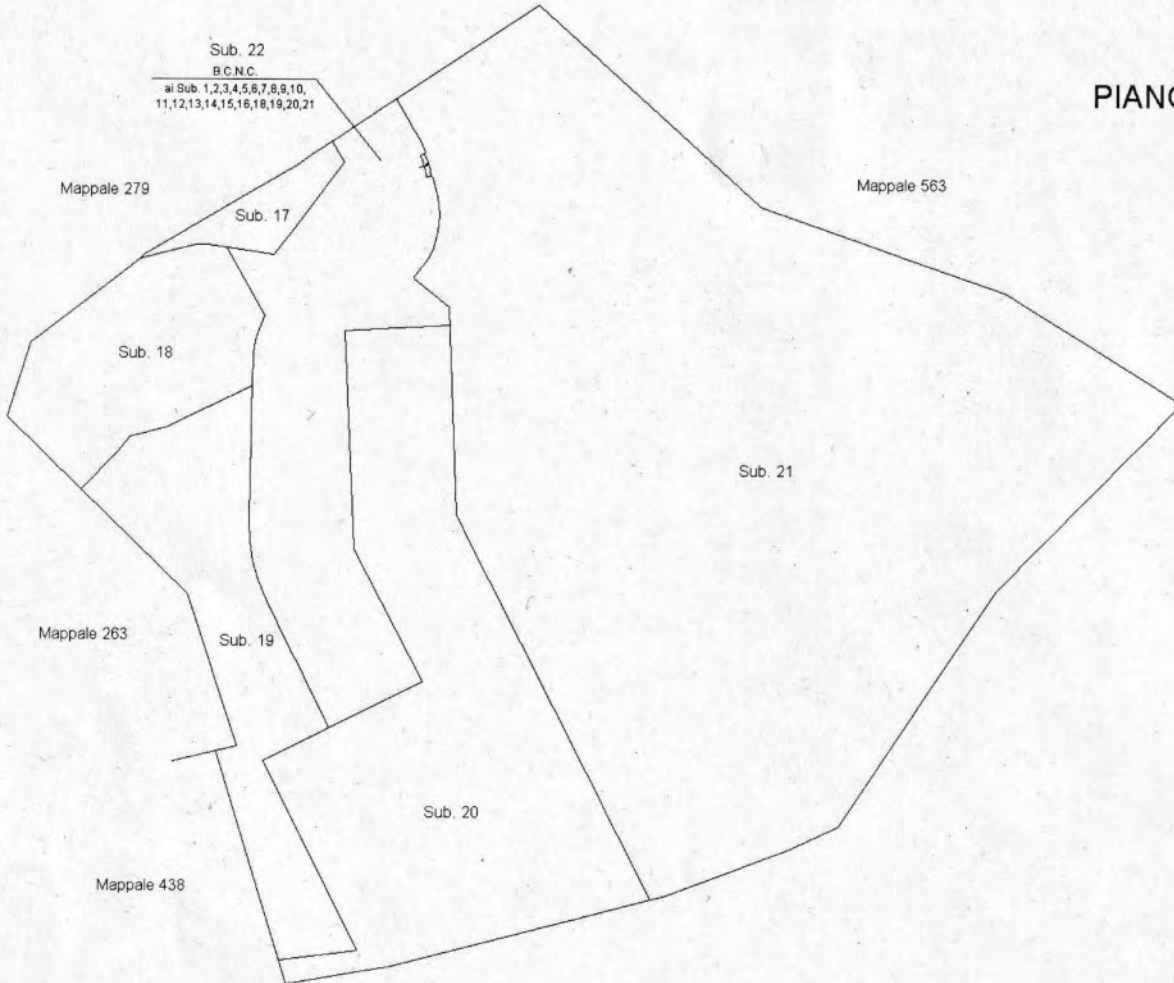 Sub. 22
B.C.N.C.
ai Sub. 1,2,3,4,5,6,7,8,9,10,
11,12,13,14,15,16,18,19,20,21
PIANO
Mappale 279
Mappale 563
Sub. 17
Sub. 18
Sub. 21
Mappale 263
Sub. 19
Sub. 20
Mappale 438